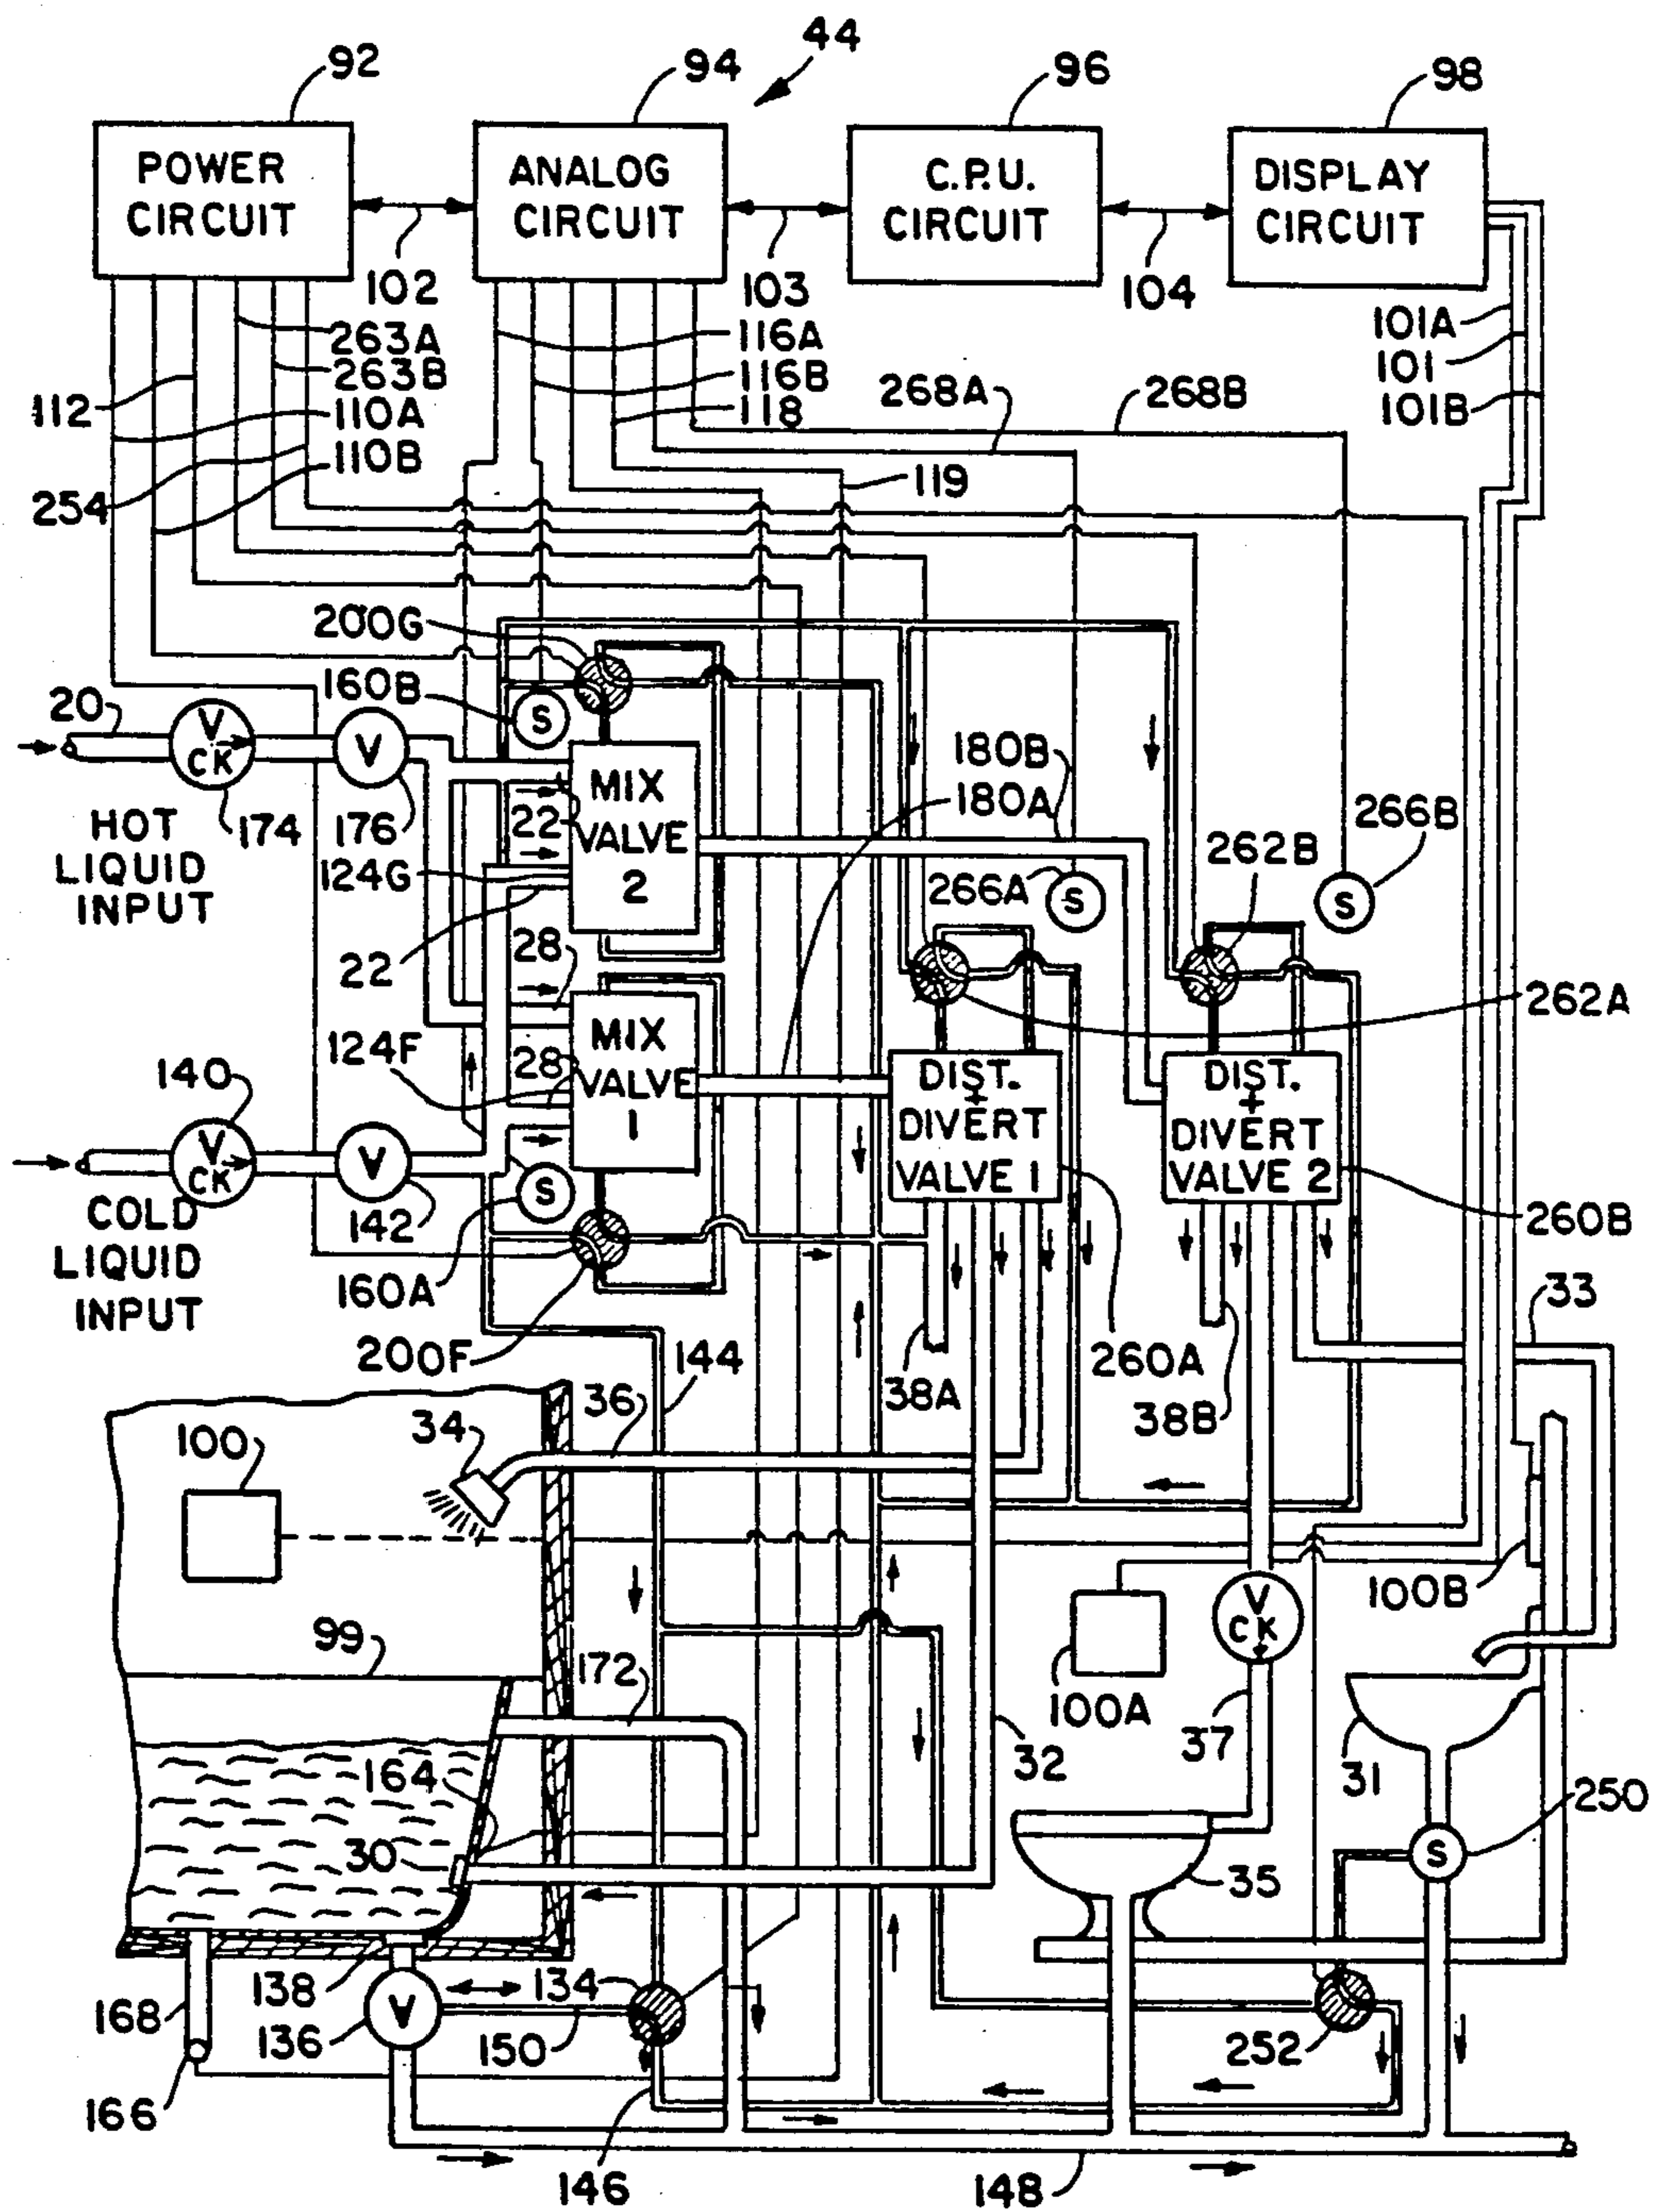 44
92
94
96
98
POWER
CIRCUIT
ANALOG
CIRCUIT
C.P.U.
CIRCUIT
DISPLAY
CIRCUIT
102
103
104
263A
263B
112
110A
110B
254
116A
116B
118
119
268A
268B
101A
101
101B
200G
160B
20
V
CK
V
S
HOT
LIQUID
INPUT
174
176
MIX
VALVE
2
22
124G
22
180B
180A
266A
S
262B
266B
S
28
124F
28
MIX
VALVE
1
262A
140
V
CK
V
S
COLD
LIQUID
INPUT
142
160A
200F
DIST.
+
DIVERT
VALVE 1
DIST.
+
DIVERT
VALVE 2
260B
260A
38A
38B
33
144
36
34
100
99
172
164
30
32
100A
100B
V
CK
37
31
250
S
35
138
134
V
168
136
150
166
146
148
252